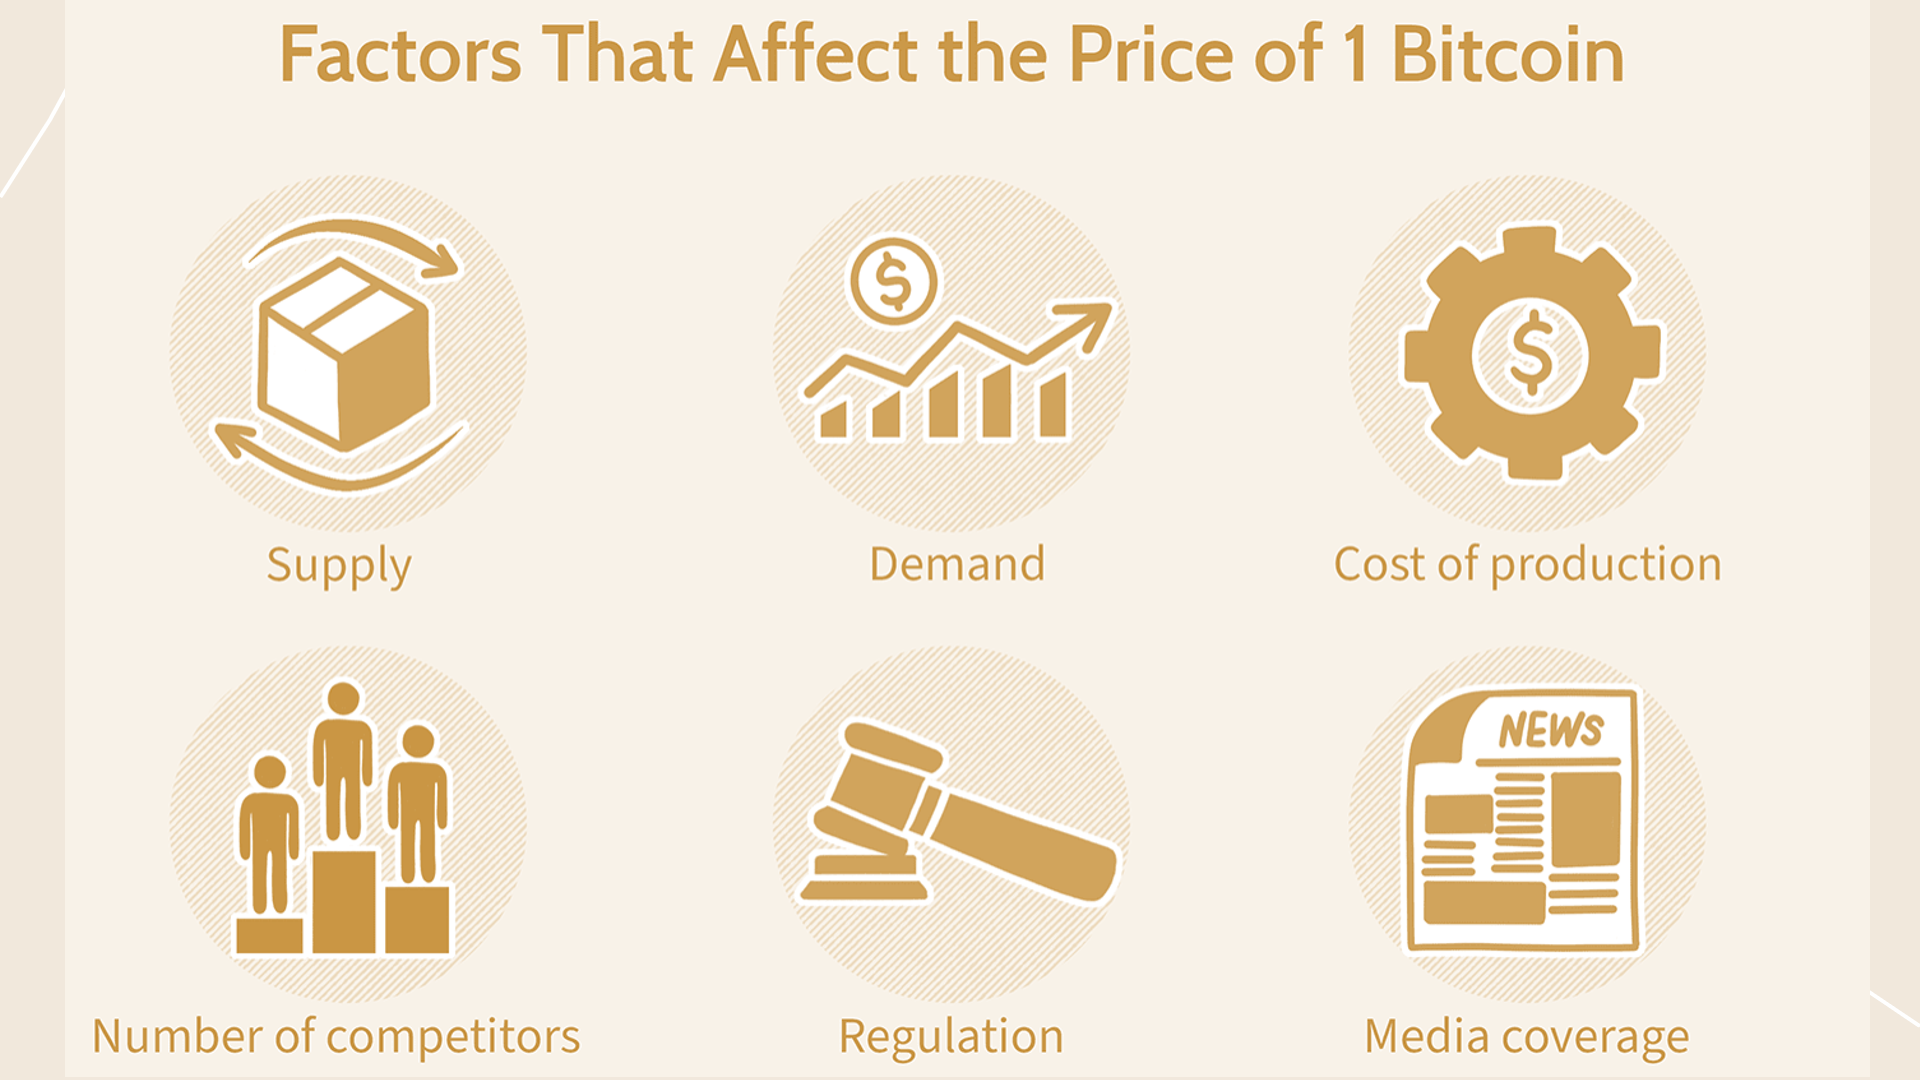 Factors That Affect the Price of 1 Bitcoin
$
$
Supply
Demand
Cost of production
NEWS
Number of competitors
Regulation
Media coverage